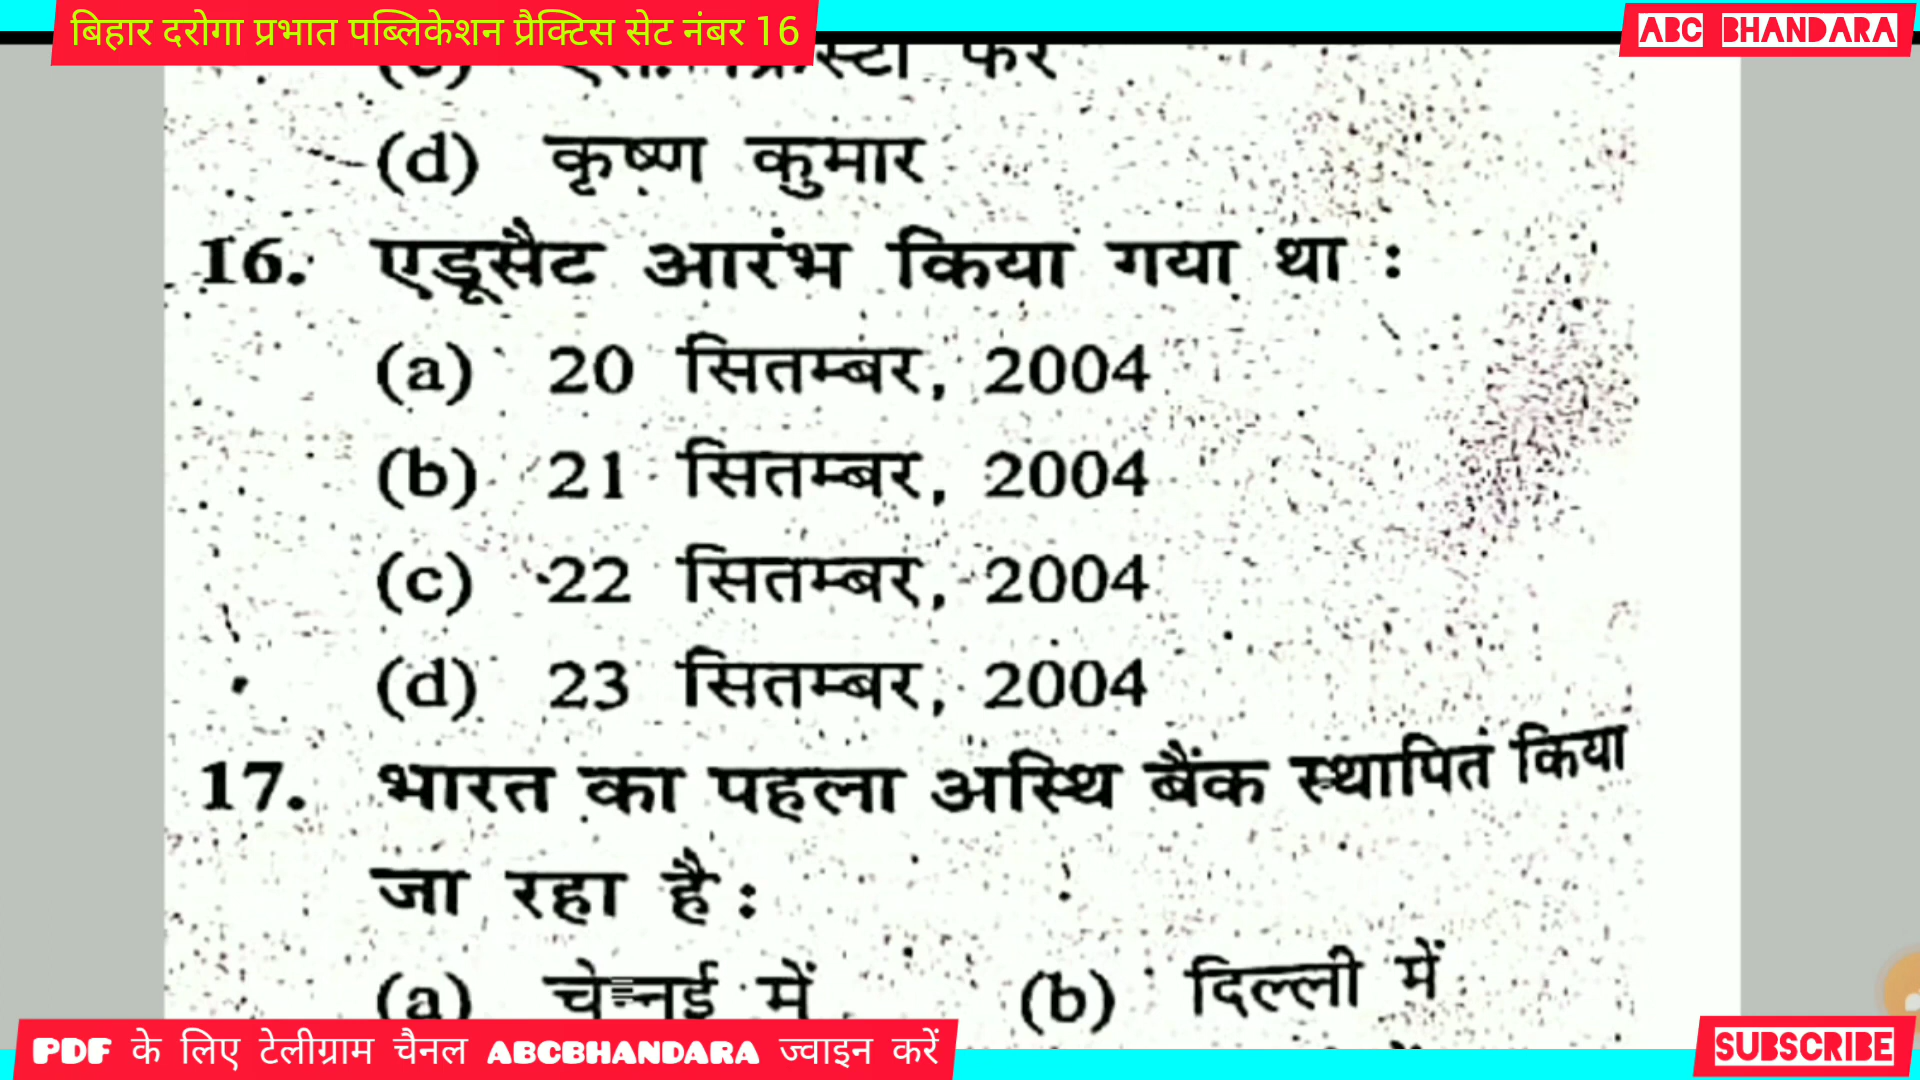 बिहार दरोगा प्रभात पब्लिकेशन प्रैक्टिस सेट नंबर 16
ABC BHANDARA
(d) कृष्ण कुमार
16. एडूसैट आरंभ किया गया था :
(a) 20 सितम्बर, 2004
(b) 21 सितम्बर, 2004
(c) 22 सितम्बर, 2004
(d) 23 सितम्बर, 2004
17. भारत का पहला अस्थि बैंक स्थापित किया
जा रहा है :
(a) चेन्नई में (b) दिल्ली में
PDF के लिए टेलीग्राम चैनल ABCBHANDARA ज्वाइन करें
SUBSCRIBE